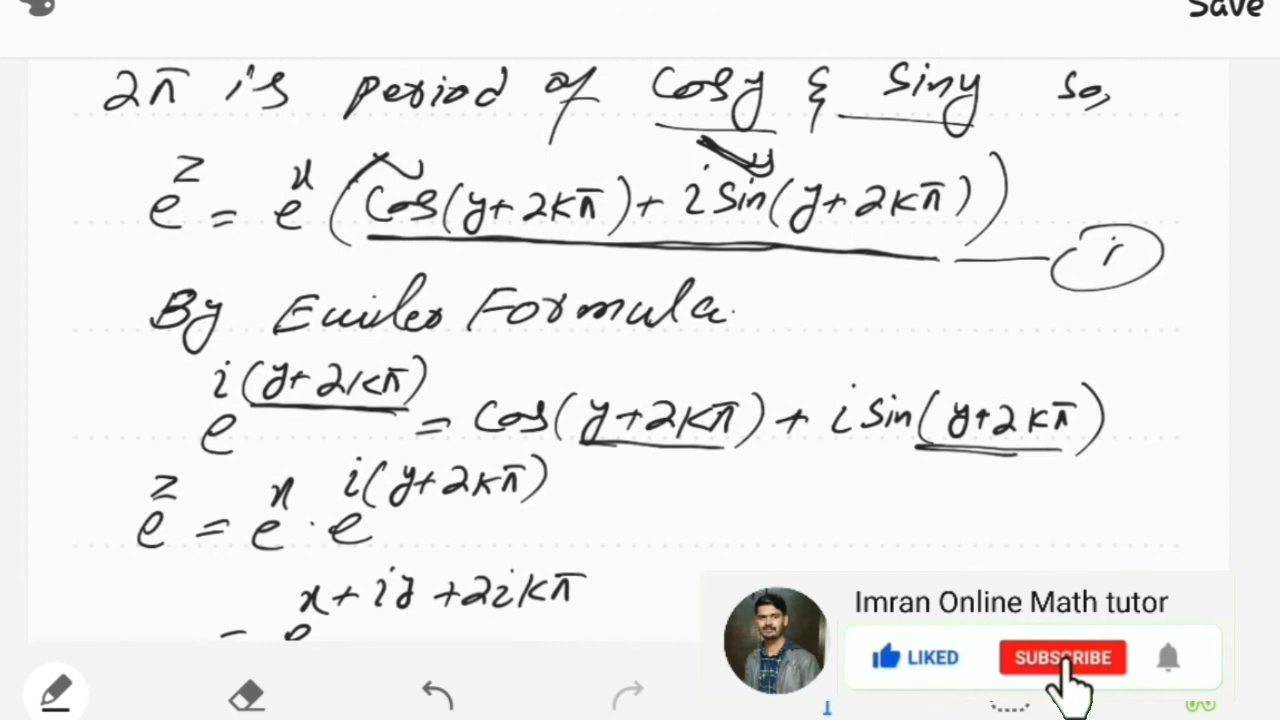 Save
2π is period of Cosy & Siny so,
e^z = e^x (Cos(y+2kπ)+ i Sin(y+2kπ)) — i
By Euiler Formula.
e^i(y+2kπ) = Cos(y+2kπ)+ i Sin(y+2kπ)
e^z = e^x . e^i(y+2kπ)
= e^x+iy+2ikπ
Imran Online Math tutor
LIKED SUBSCRIBE